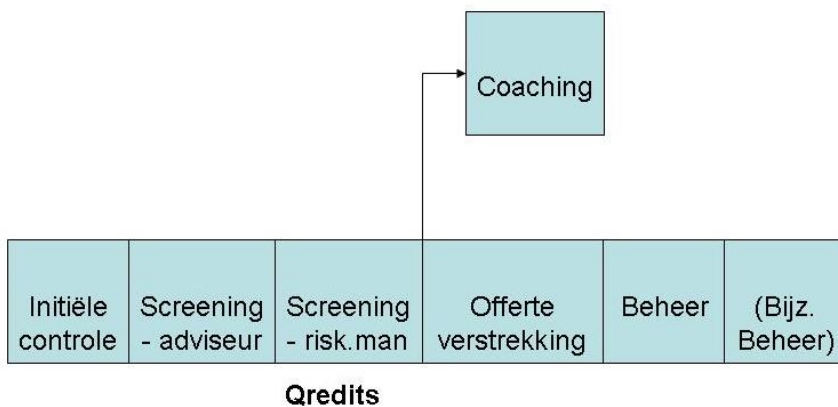 Coaching
Initiële
controle
Screening
- adviseur
Screening
- risk.man
Offerte
verstrekking
Beheer
(Bijz.
Beheer)
Qredits